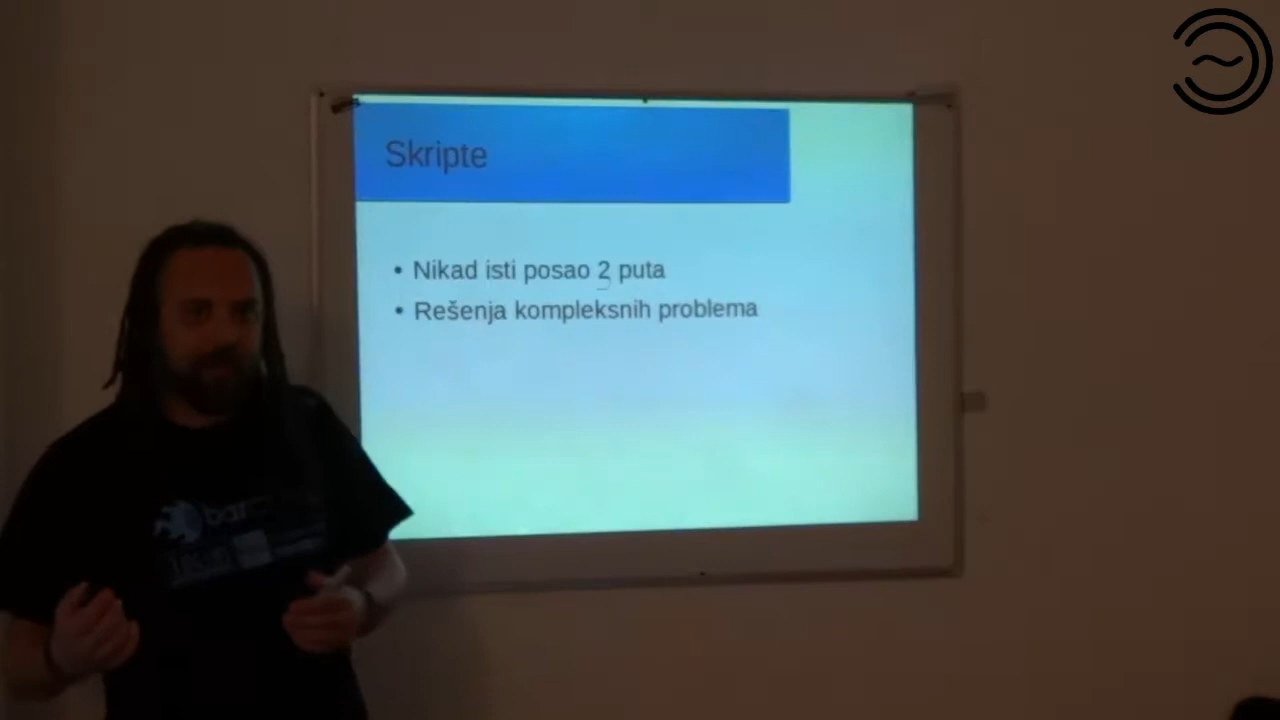 Skripte
• Nikad isti posao 2 puta
• Rešenja kompleksnih problema